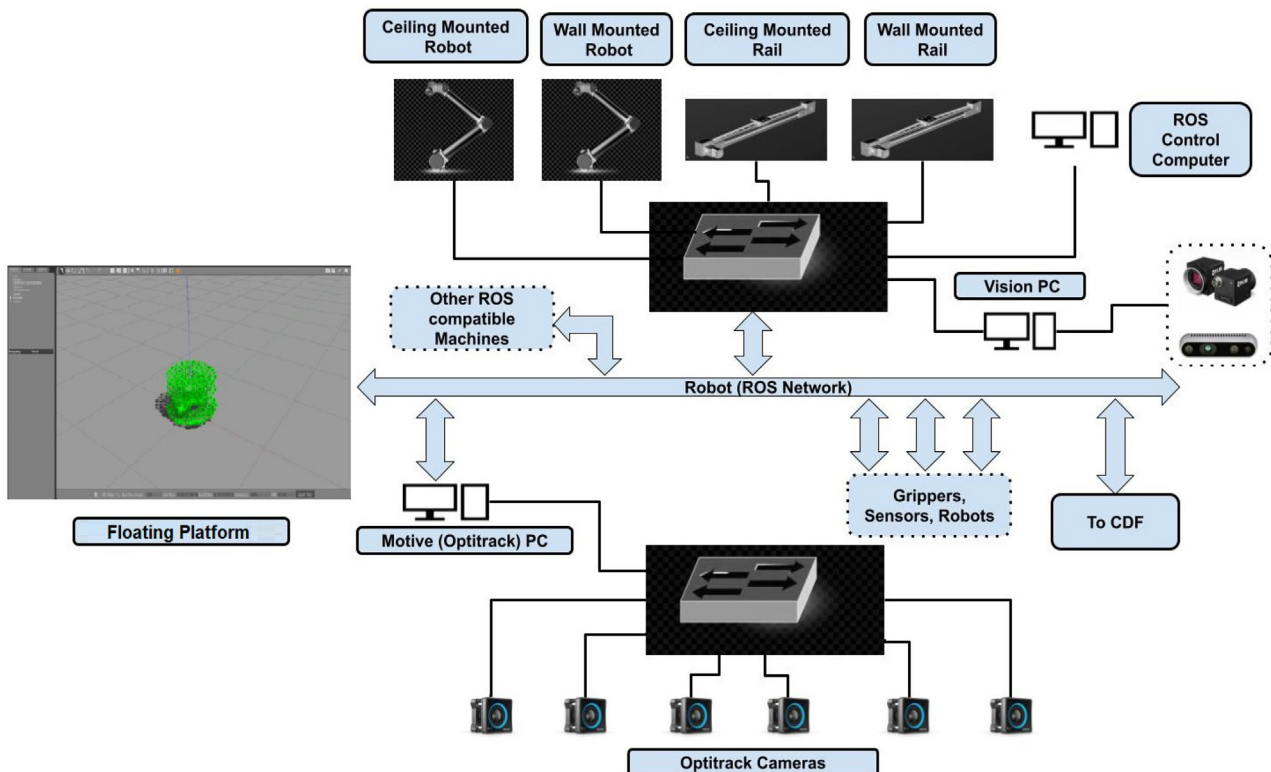 Ceiling Mounted
Robot
Wall Mounted
Robot
Ceiling Mounted
Rail
Wall Mounted
Rail
ROS
Control
Computer
Vision PC
Other ROS
compatible
Machines
Robot (ROS Network)
Floating Platform
Motive (Optitrack) PC
Grippers,
Sensors, Robots
To CDF
Optitrack Cameras